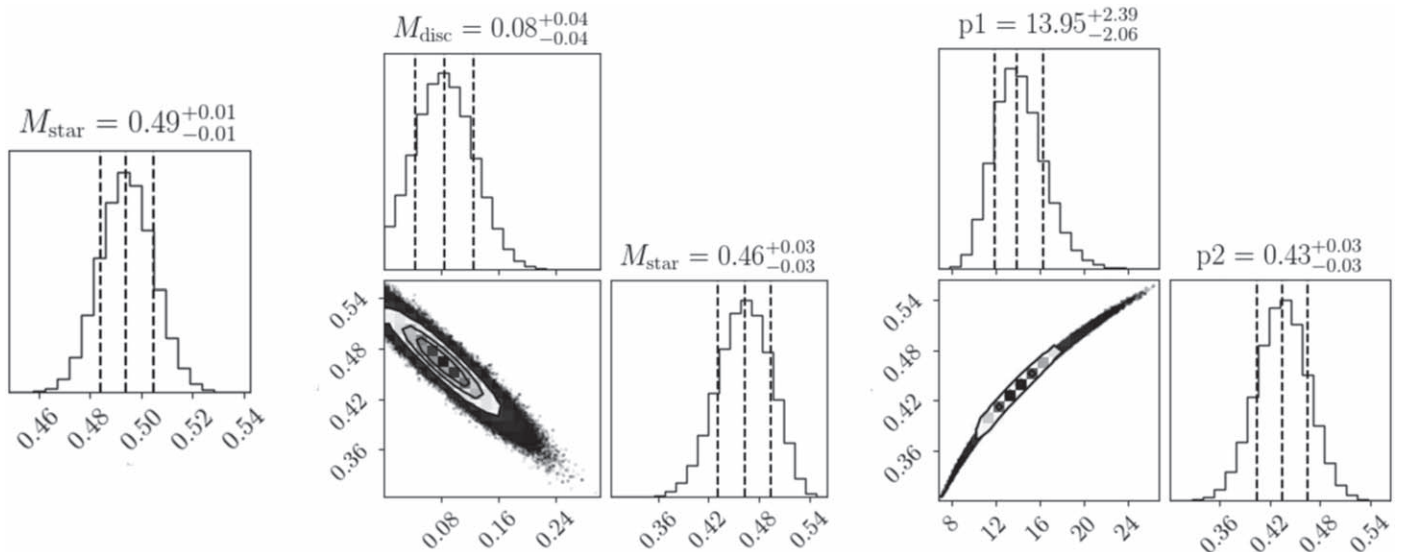 M_star = 0.49^{+0.01}_{-0.01}
0.46 0.48 0.50 0.52 0.54
M_disc = 0.08^{+0.04}_{-0.04}
M_star = 0.46^{+0.03}_{-0.03}
0.54
0.48
0.42
0.36
0.08 0.16 0.24
0.36 0.42 0.48 0.54
p1 = 13.95^{+2.39}_{-2.06}
p2 = 0.43^{+0.03}_{-0.03}
0.54
0.48
0.42
0.36
8 12 16 20 24
0.36 0.42 0.48 0.54